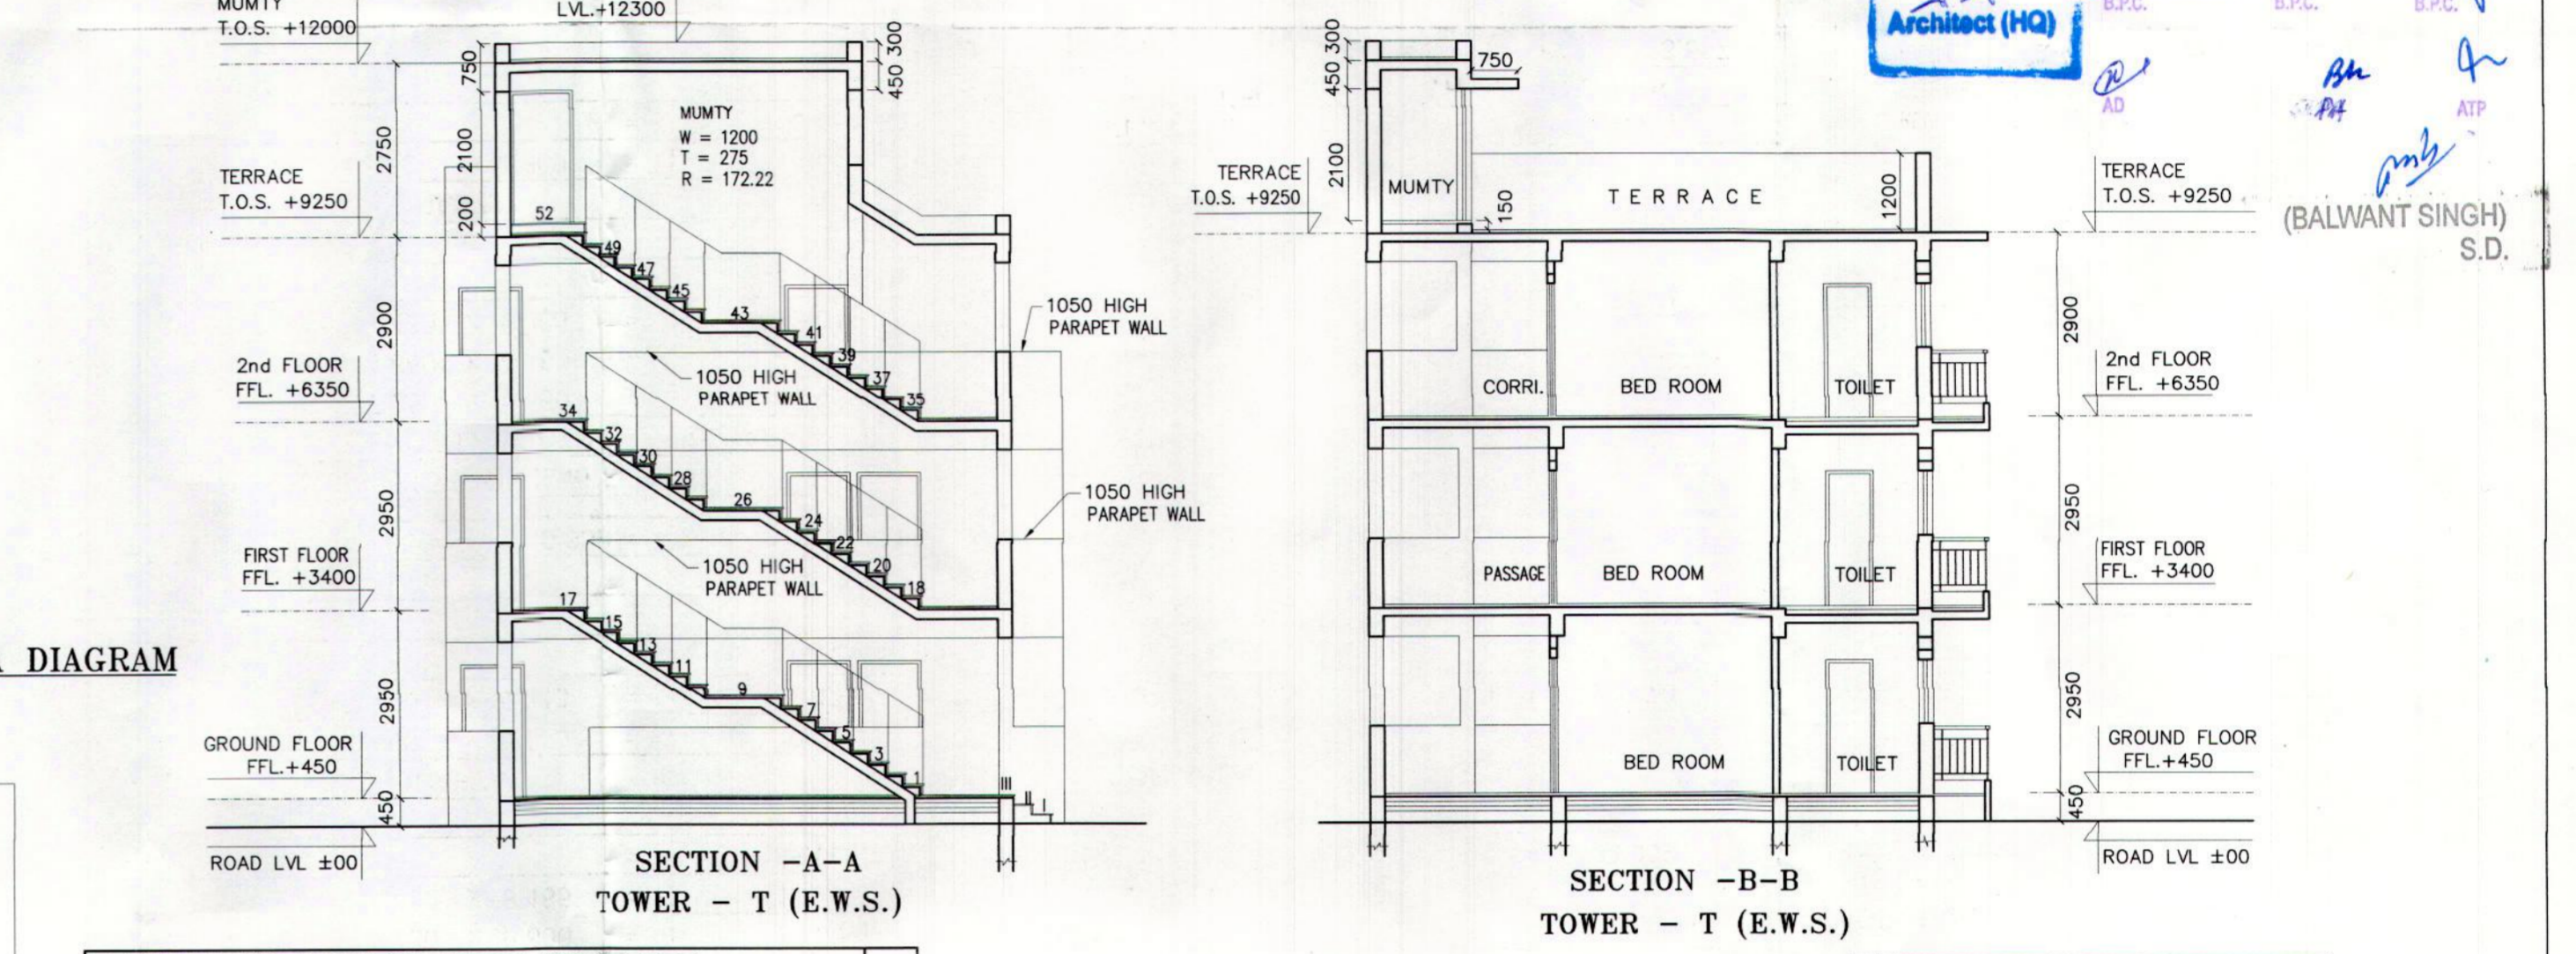 MUMTY
T.O.S. +12000
LVL.+12300
750
300
450
2750
2100
200
MUMTY
W = 1200
T = 275
R = 172.22
TERRACE
T.O.S. +9250
52
49
47
45
43
41
39
37
35
2900
1050 HIGH
PARAPET WALL
2nd FLOOR
FFL. +6350
1050 HIGH
PARAPET WALL
34
32
30
28
26
24
22
20
18
2950
1050 HIGH
PARAPET WALL
FIRST FLOOR
FFL. +3400
1050 HIGH
PARAPET WALL
17
15
13
11
9
7
5
3
1
III
II
I
2950
GROUND FLOOR
FFL.+450
450
ROAD LVL ±00
DIAGRAM
SECTION -A-A
TOWER - T (E.W.S.)
300
450
750
2100
MUMTY
150
TERRACE
1200
TERRACE
T.O.S. +9250
TERRACE
T.O.S. +9250
2900
CORRI.
BED ROOM
TOILET
2nd FLOOR
FFL. +6350
2950
PASSAGE
BED ROOM
TOILET
FIRST FLOOR
FFL. +3400
2950
BED ROOM
TOILET
GROUND FLOOR
FFL.+450
450
ROAD LVL ±00
SECTION -B-B
TOWER - T (E.W.S.)
Architect (HQ)
B.P.C.
B.P.C.
B.P.C.
AD
ATP
(BALWANT SINGH)
S.D.